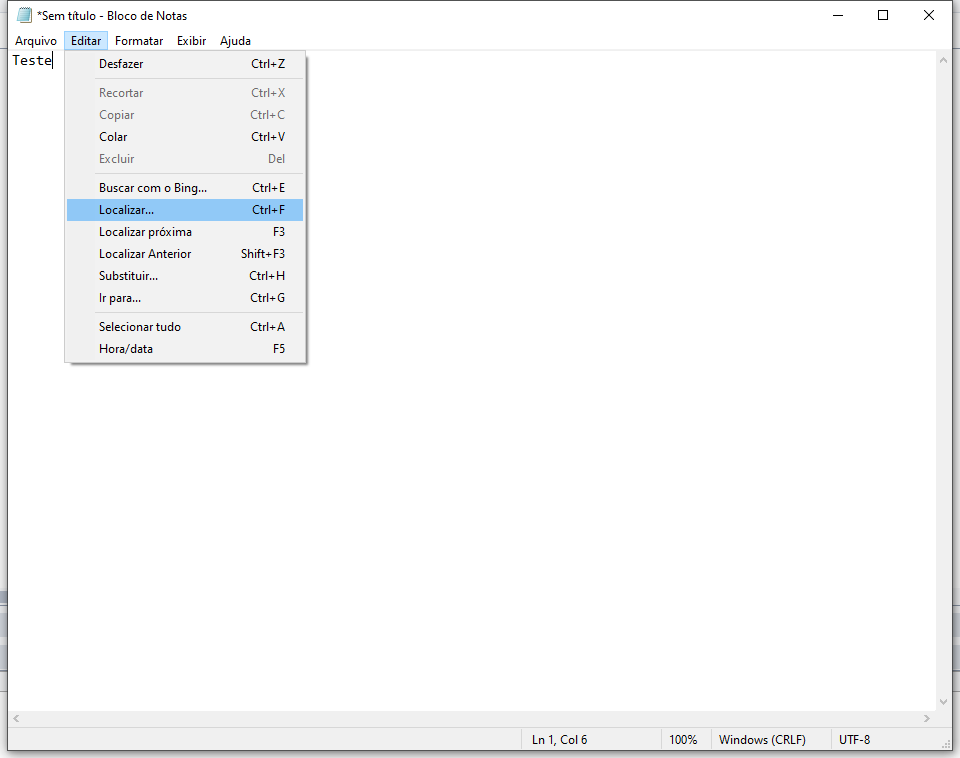 *Sem título - Bloco de Notas
Arquivo Editar Formatar Exibir Ajuda
Teste
Desfazer Ctrl+Z
Recortar Ctrl+X
Copiar Ctrl+C
Colar Ctrl+V
Excluir Del
Buscar com o Bing... Ctrl+E
Localizar... Ctrl+F
Localizar próxima F3
Localizar Anterior Shift+F3
Substituir... Ctrl+H
Ir para... Ctrl+G
Selecionar tudo Ctrl+A
Hora/data F5
Ln 1, Col 6 100% Windows (CRLF) UTF-8